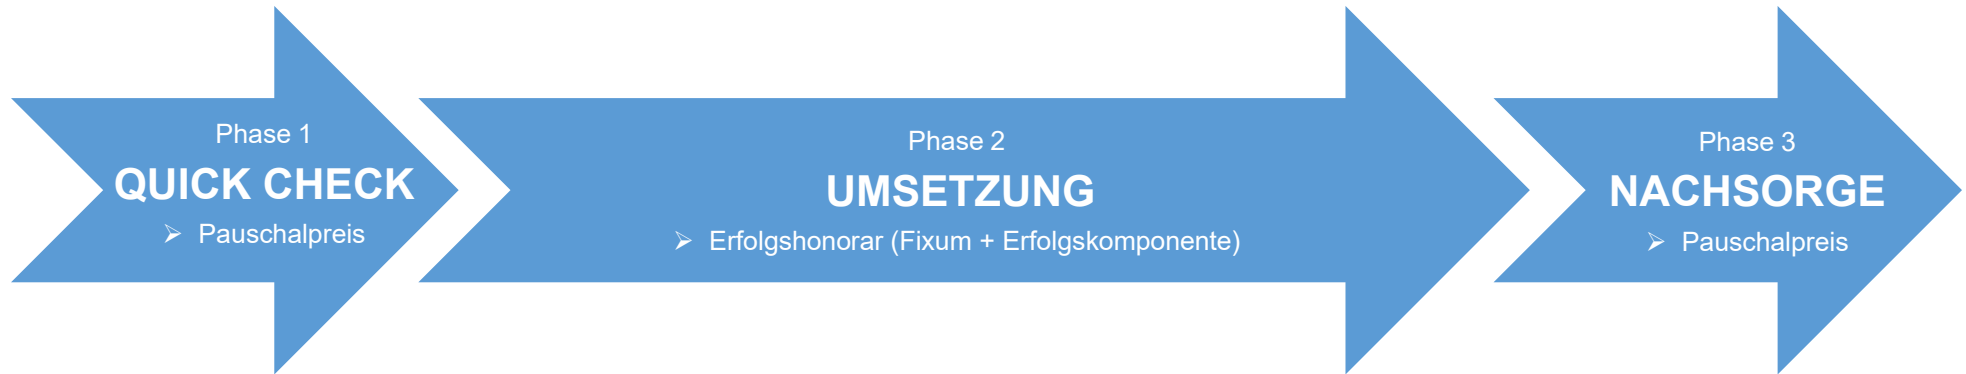 Phase 1
QUICK CHECK
➢ Pauschalpreis
Phase 2
UMSETZUNG
➢ Erfolgshonorar (Fixum + Erfolgskomponente)
Phase 3
NACHSORGE
➢ Pauschalpreis